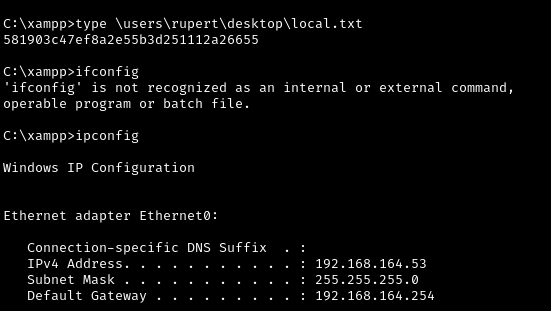 C:\xampp>type \users\rupert\desktop\local.txt
581903c47ef8a2e55b3d251112a26655
C:\xampp>ifconfig
'ifconfig' is not recognized as an internal or external command,
operable program or batch file.
C:\xampp>ipconfig
Windows IP Configuration
Ethernet adapter Ethernet0:
Connection-specific DNS Suffix  . :
IPv4 Address. . . . . . . . . . . : 192.168.164.53
Subnet Mask . . . . . . . . . . . : 255.255.255.0
Default Gateway . . . . . . . . . : 192.168.164.254